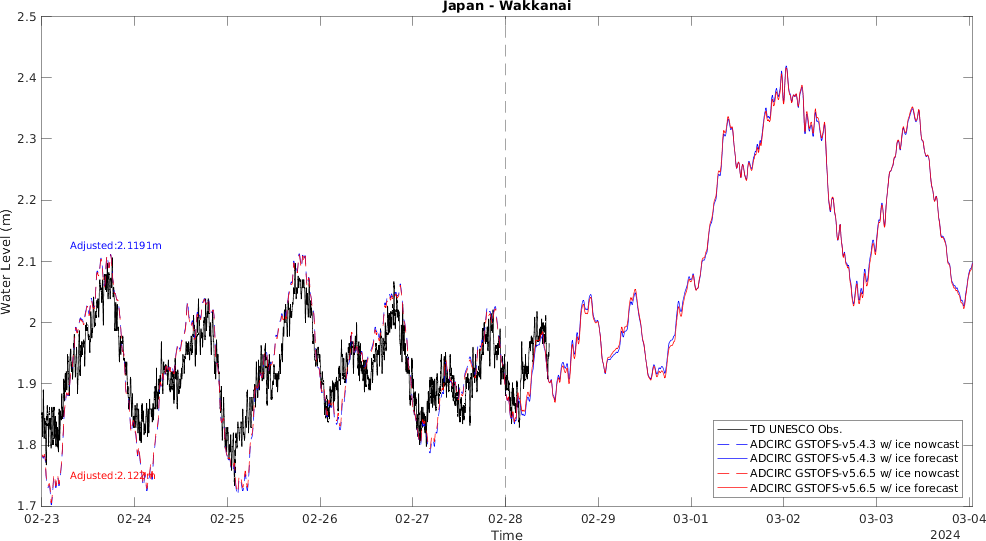 Japan - Wakkanai
2.5
2.4
2.3
2.2
2.1
2
1.9
1.8
1.7
Water Level (m)
Adjusted:2.1191m
TD UNESCO Obs.
ADCIRC GSTOFS-v5.4.3 w/ ice nowcast
ADCIRC GSTOFS-v5.4.3 w/ ice forecast
ADCIRC GSTOFS-v5.6.5 w/ ice nowcast
ADCIRC GSTOFS-v5.6.5 w/ ice forecast
02-23 02-24 02-25 02-26 02-27 02-28 02-29 03-01 03-02 03-03 03-04
Time
2024